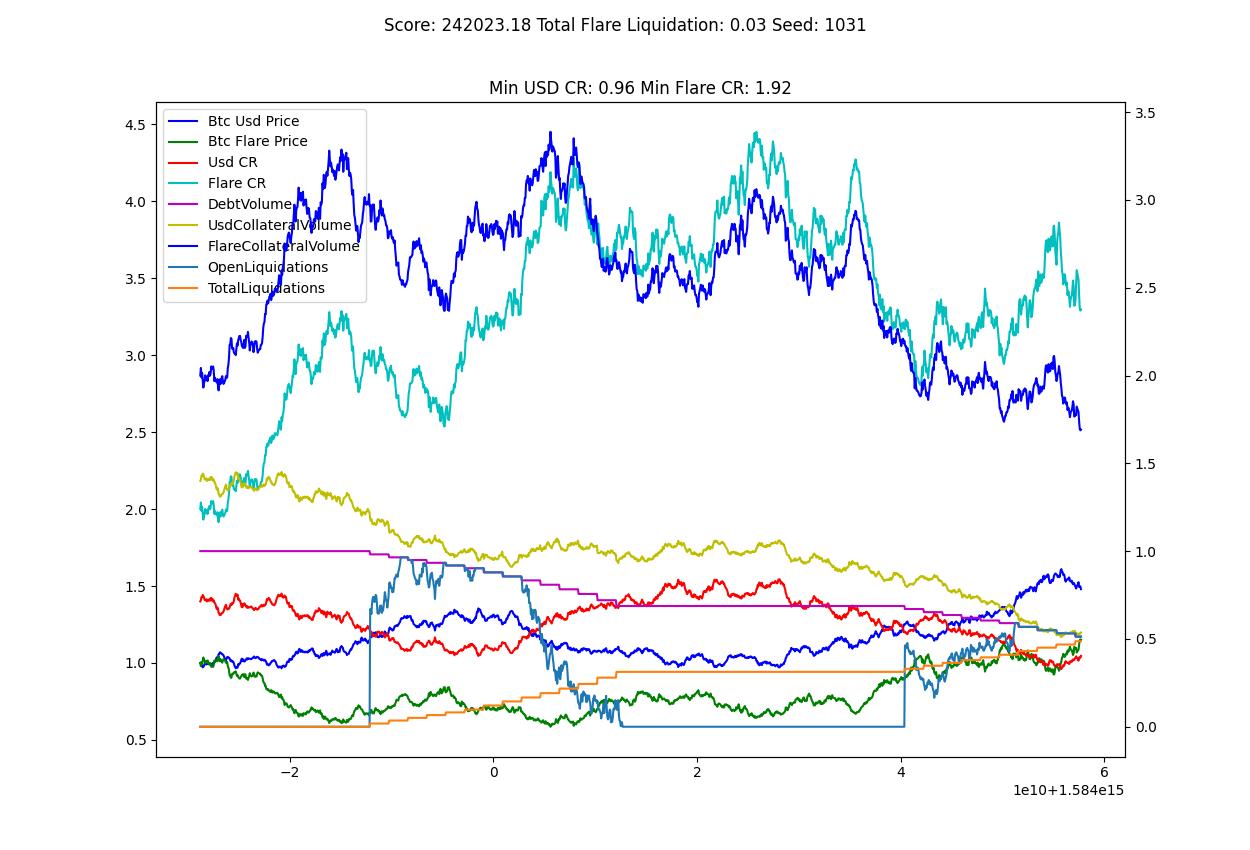 Score: 242023.18 Total Flare Liquidation: 0.03 Seed: 1031
Min USD CR: 0.96 Min Flare CR: 1.92
Btc Usd Price
Btc Flare Price
Usd CR
Flare CR
DebtVolume
UsdCollateralVolume
FlareCollateralVolume
OpenLiquidations
TotalLiquidations
4.5
4.0
3.5
3.0
2.5
2.0
1.5
1.0
0.5
3.5
3.0
2.5
2.0
1.5
1.0
0.5
0.0
−2 0 2 4 6
1e10+1.584e15